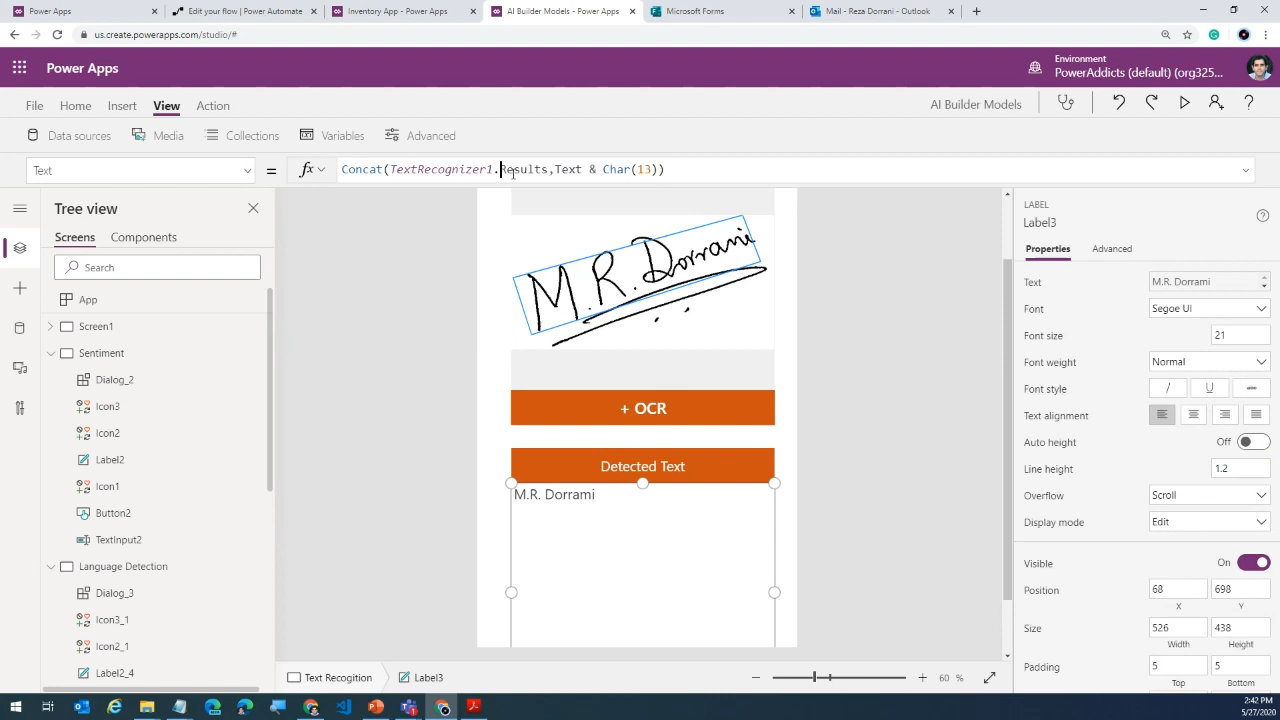 Power Apps
Edit your flow | Power Automate
Inventory App - Power Apps
AI Builder Models - Power Apps
Microsoft Forms
Mail - Reza Dorrani - Outlook
us.create.powerapps.com/studio/#
Power Apps
Environment
PowerAddicts (default) (org325...
File Home Insert View Action
AI Builder Models
Data sources Media Collections Variables Advanced
Text = fx Concat(TextRecognizer1.Results,Text & Char(13))
Tree view
Screens Components
Search
App
Screen1
Sentiment
Dialog_2
Icon3
Icon2
Label2
Icon1
Button2
TextInput2
Language Detection
Dialog_3
Icon3_1
Icon2_1
Label2_4
M.R. Dorrani
+ OCR
Detected Text
M.R. Dorrami
Text Recogition Label3
60 %
LABEL
Label3
Properties Advanced
Text M.R. Dorrami
Font Segoe UI
Font size 21
Font weight Normal
Font style / U abc
Text alignment
Auto height Off
Line height 1.2
Overflow Scroll
Display mode Edit
Visible On
Position 68 698
X Y
Size 526 438
Width Height
Padding 5 5
Top Bottom
2:42 PM
5/27/2020